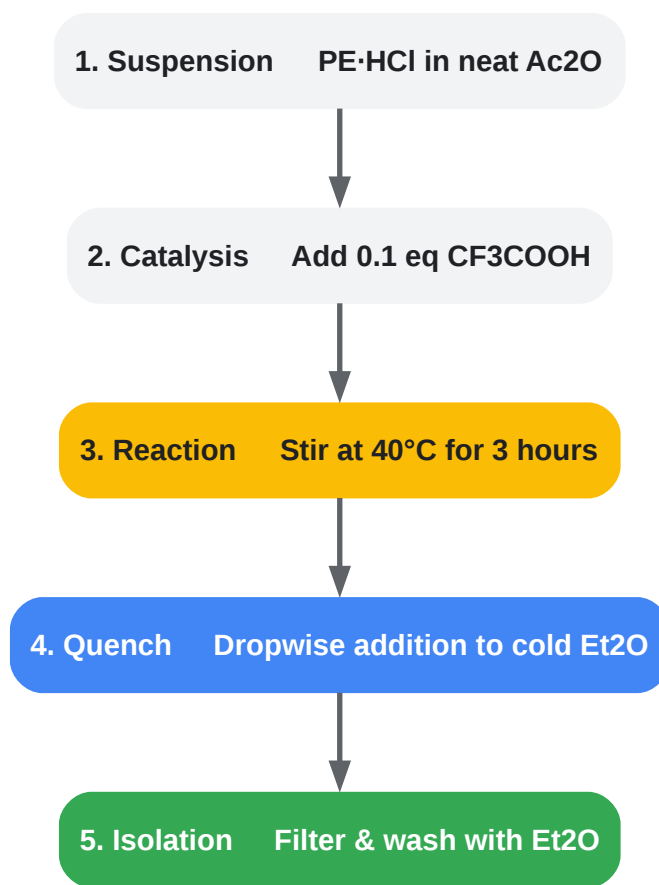 1. Suspension PE·HCl in neat Ac2O
2. Catalysis Add 0.1 eq CF3COOH
3. Reaction Stir at 40°C for 3 hours
4. Quench Dropwise addition to cold Et2O
5. Isolation Filter & wash with Et2O